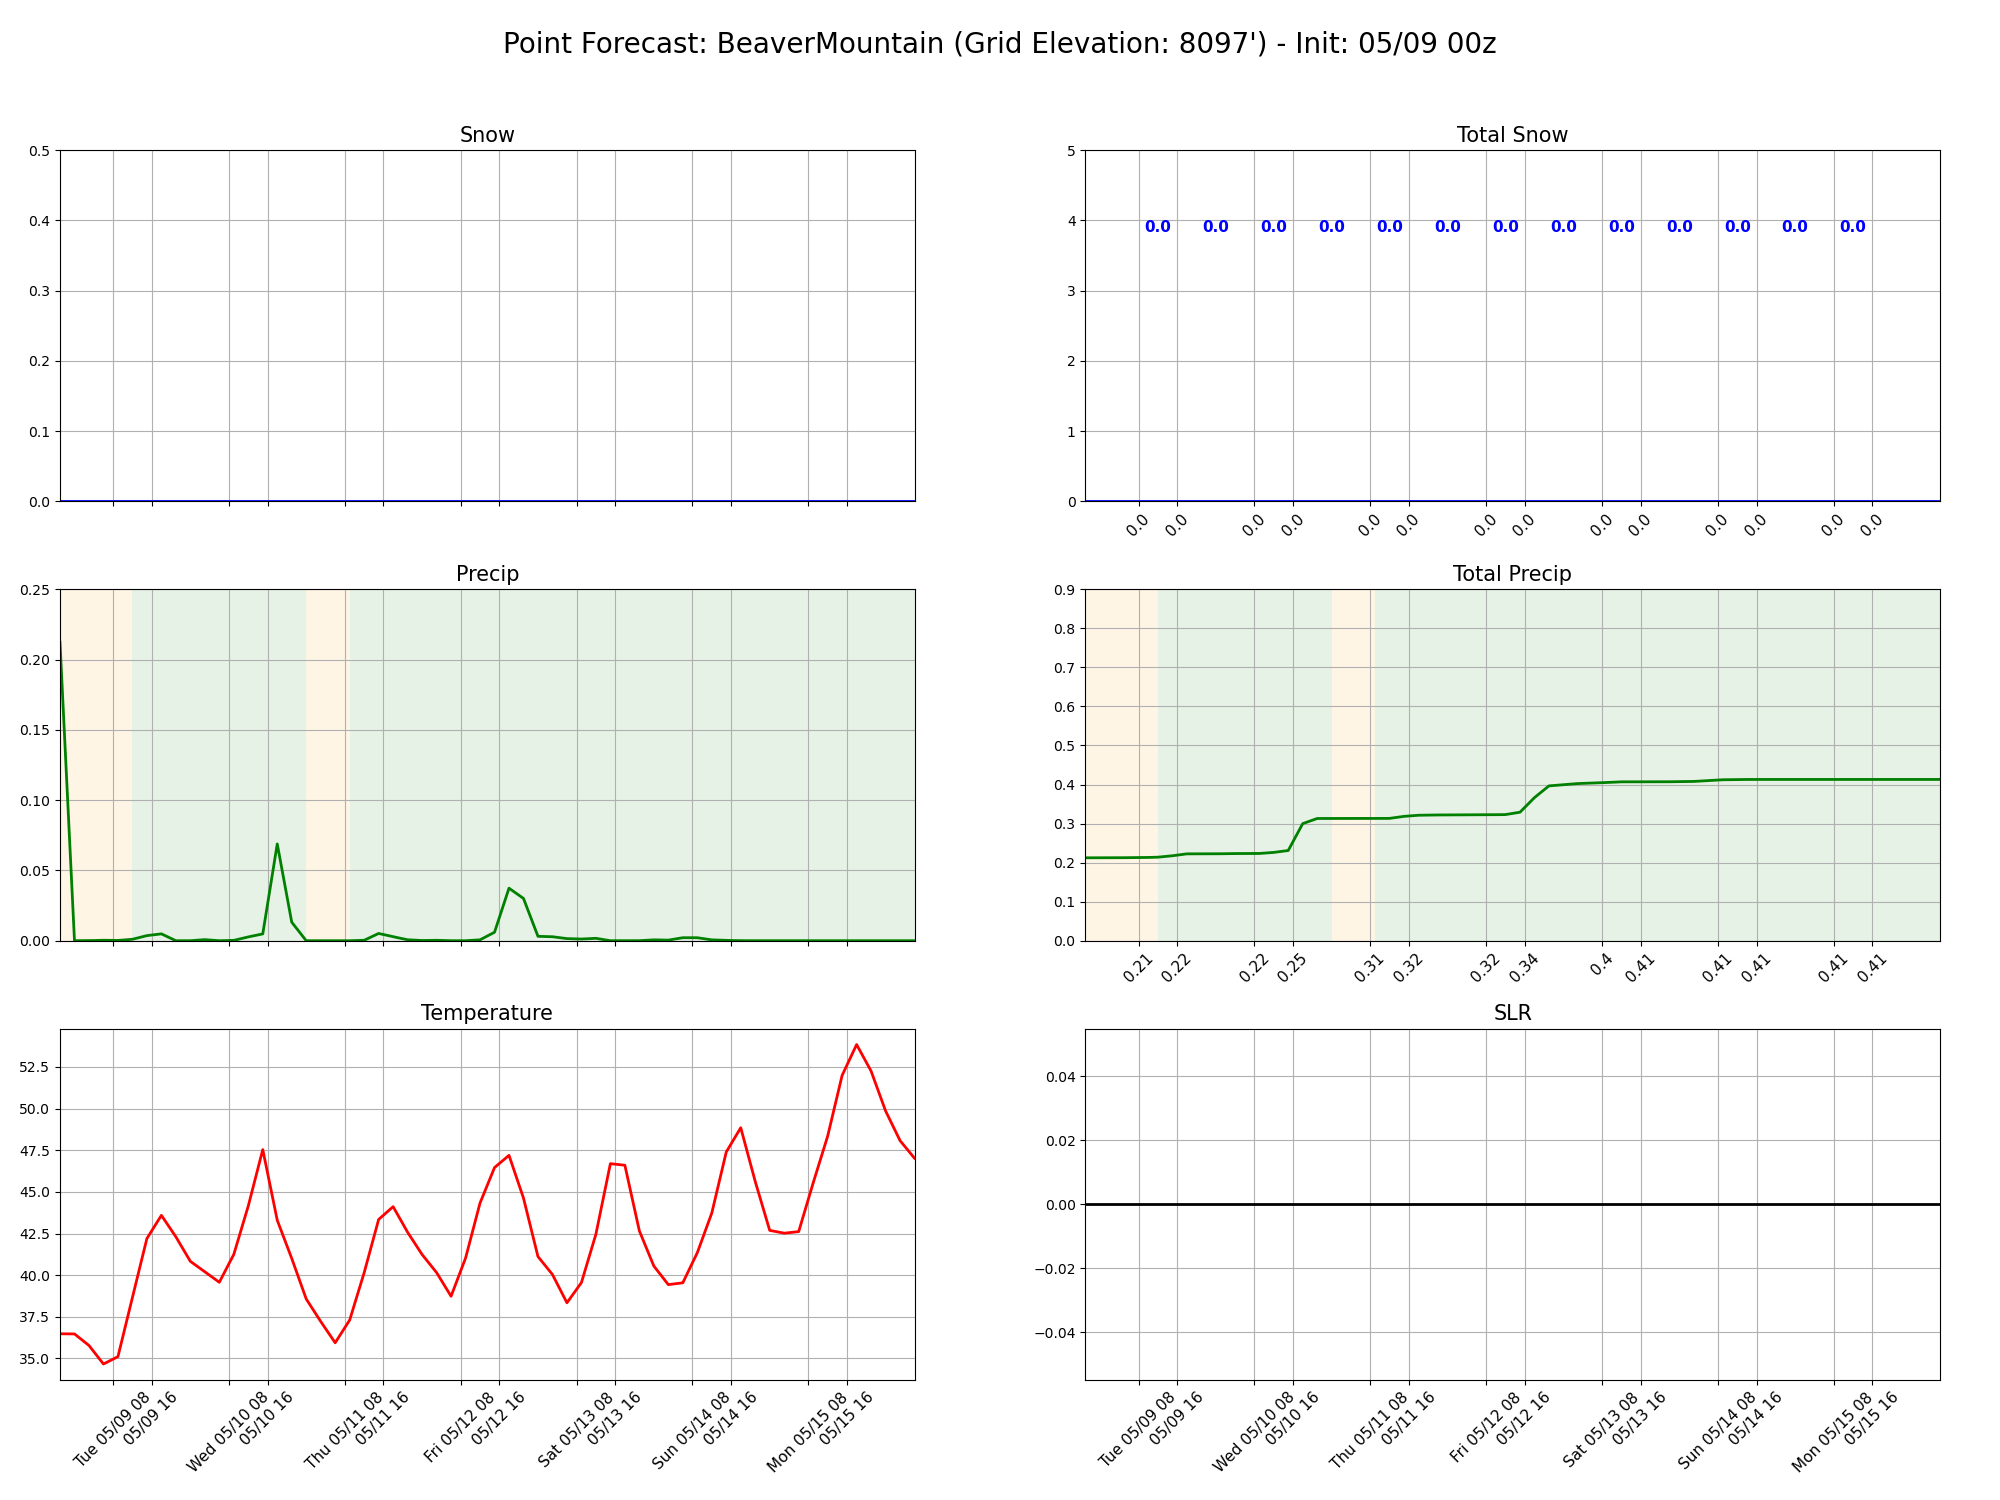 Point Forecast: BeaverMountain (Grid Elevation: 8097') - Init: 05/09 00z
Snow
0.5
0.4
0.3
0.2
0.1
0.0
Total Snow
5
4
3
2
1
0
0.0 0.0 0.0 0.0 0.0 0.0 0.0 0.0 0.0 0.0 0.0 0.0 0.0
0.0 0.0 0.0 0.0 0.0 0.0 0.0 0.0 0.0 0.0 0.0 0.0 0.0 0.0
Precip
0.25
0.20
0.15
0.10
0.05
0.00
Total Precip
0.9
0.8
0.7
0.6
0.5
0.4
0.3
0.2
0.1
0.0
0.21 0.22 0.22 0.25 0.31 0.32 0.32 0.34 0.4 0.41 0.41 0.41 0.41 0.41
Temperature
52.5
50.0
47.5
45.0
42.5
40.0
37.5
35.0
Tue 05/09 08
05/09 16
Wed 05/10 08
05/10 16
Thu 05/11 08
05/11 16
Fri 05/12 08
05/12 16
Sat 05/13 08
05/13 16
Sun 05/14 08
05/14 16
Mon 05/15 08
05/15 16
SLR
0.04
0.02
0.00
−0.02
−0.04
Tue 05/09 08
05/09 16
Wed 05/10 08
05/10 16
Thu 05/11 08
05/11 16
Fri 05/12 08
05/12 16
Sat 05/13 08
05/13 16
Sun 05/14 08
05/14 16
Mon 05/15 08
05/15 16